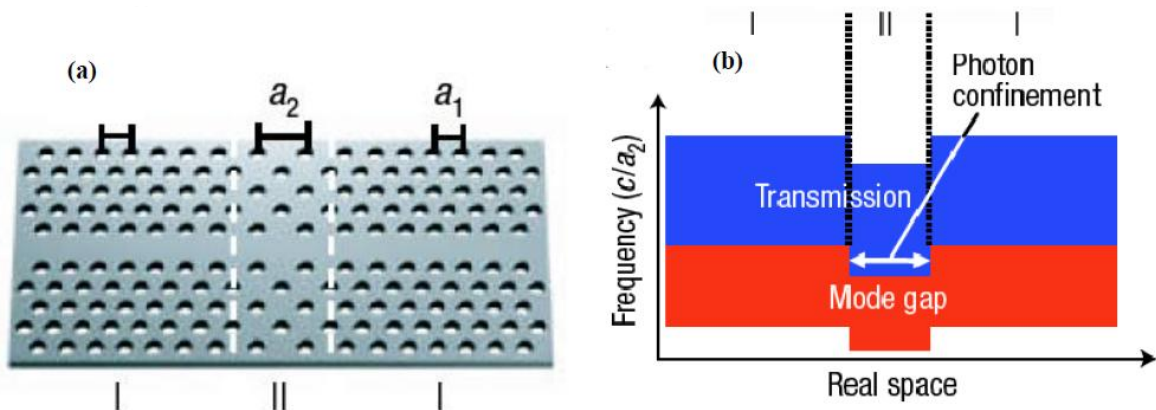 (a)
a₂ a₁
I II I
I II I
(b)
Photon
confinement
Transmission
Mode gap
Frequency (c/a₂)
Real space